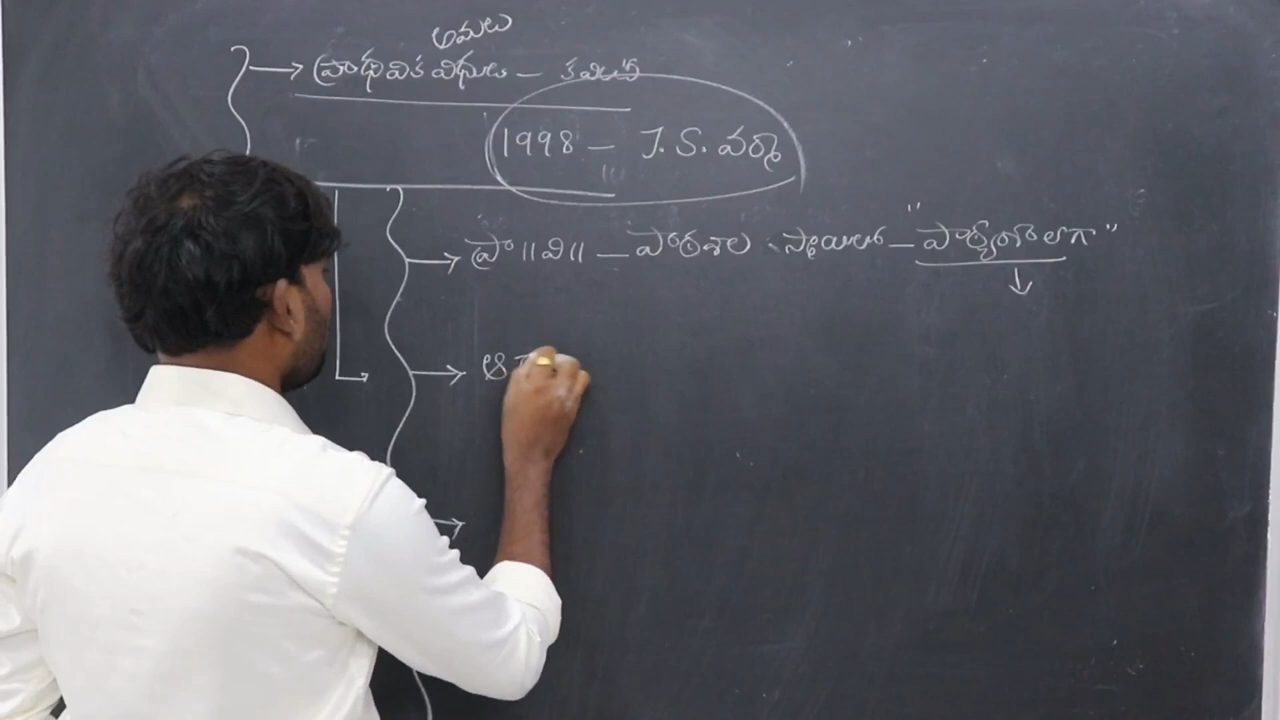 అమలు
ప్రాథమిక విధులు – కమిటీ
1998 – J. S. వర్మ
ప్రా॥వి॥ – పాఠశాల స్థాయిలో – "పాఠ్యాంశాలుగా"
ఆ